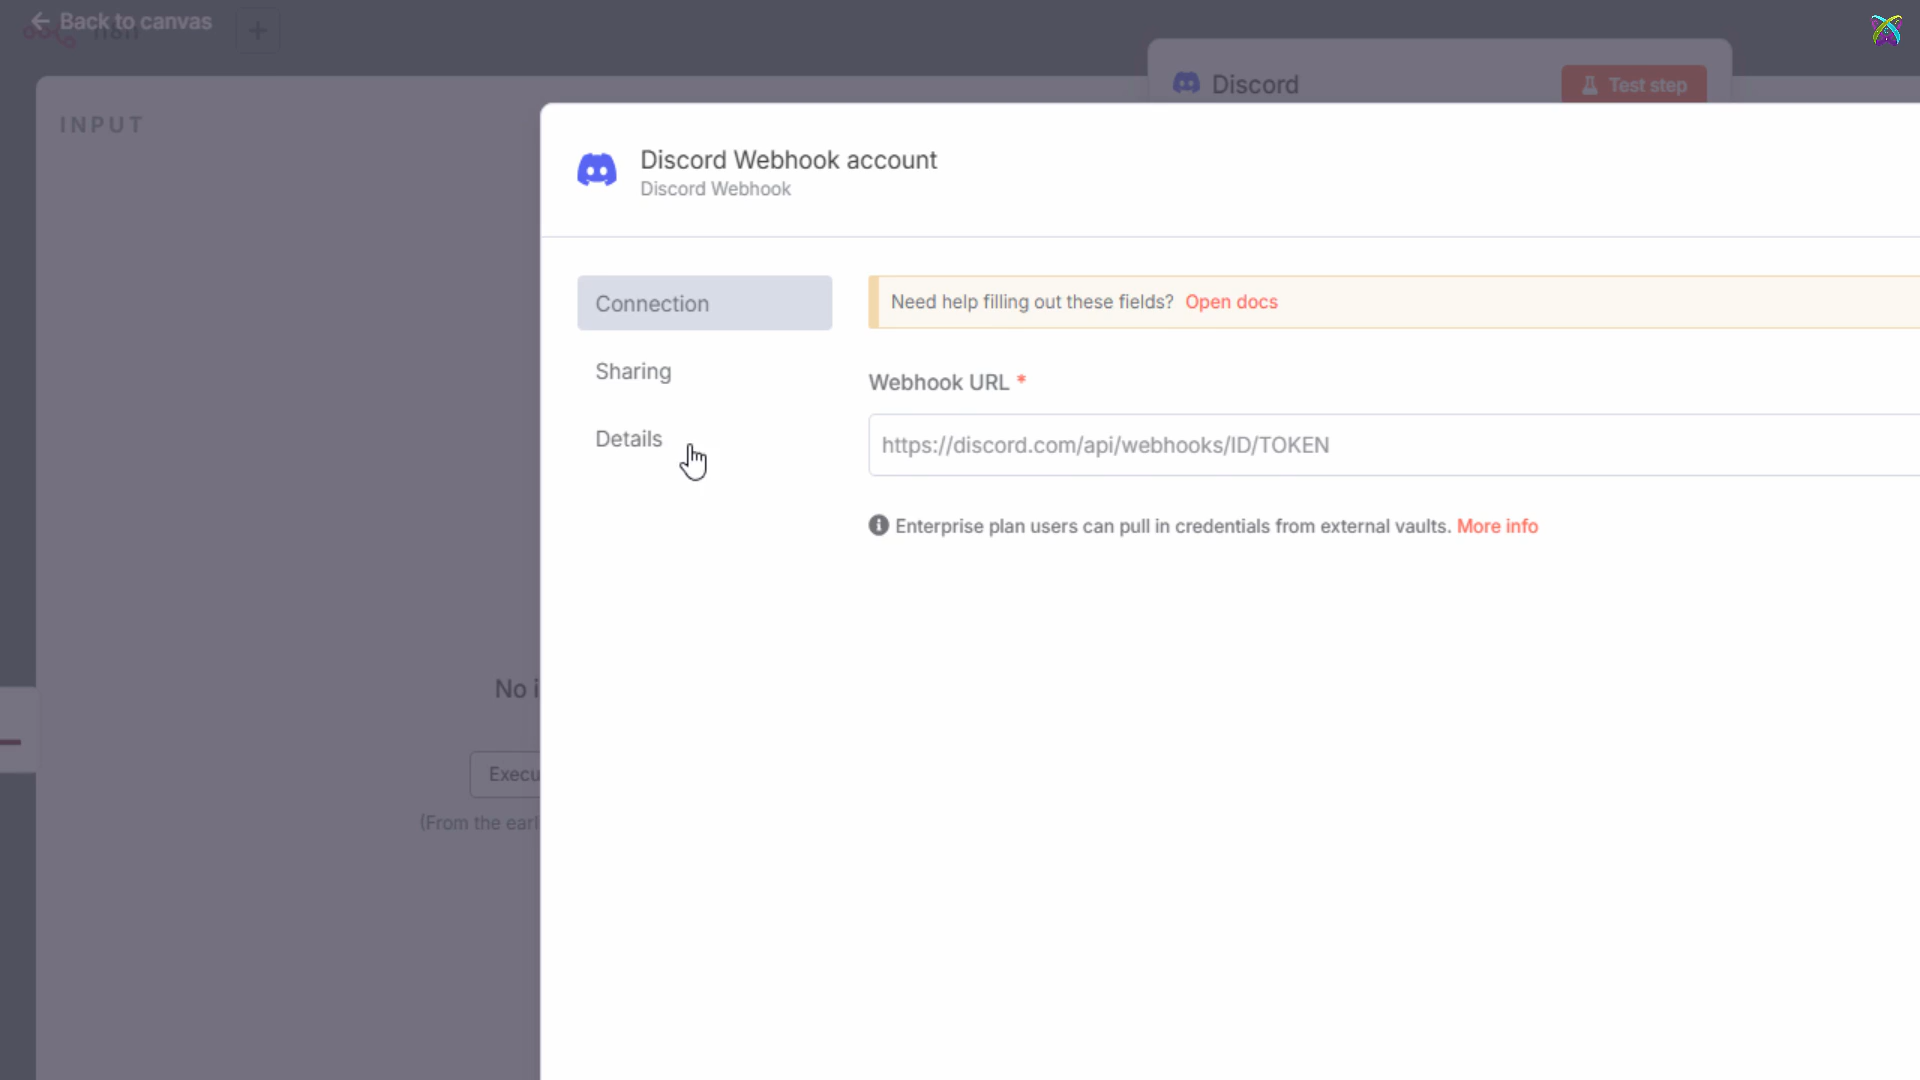 Back to canvas
n8n
+
Discord
Test step
INPUT
Discord Webhook account
Discord Webhook
Connection
Need help filling out these fields? Open docs
Sharing
Webhook URL *
Details
https://discord.com/api/webhooks/ID/TOKEN
Enterprise plan users can pull in credentials from external vaults. More info
No i
Execu
(From the earl